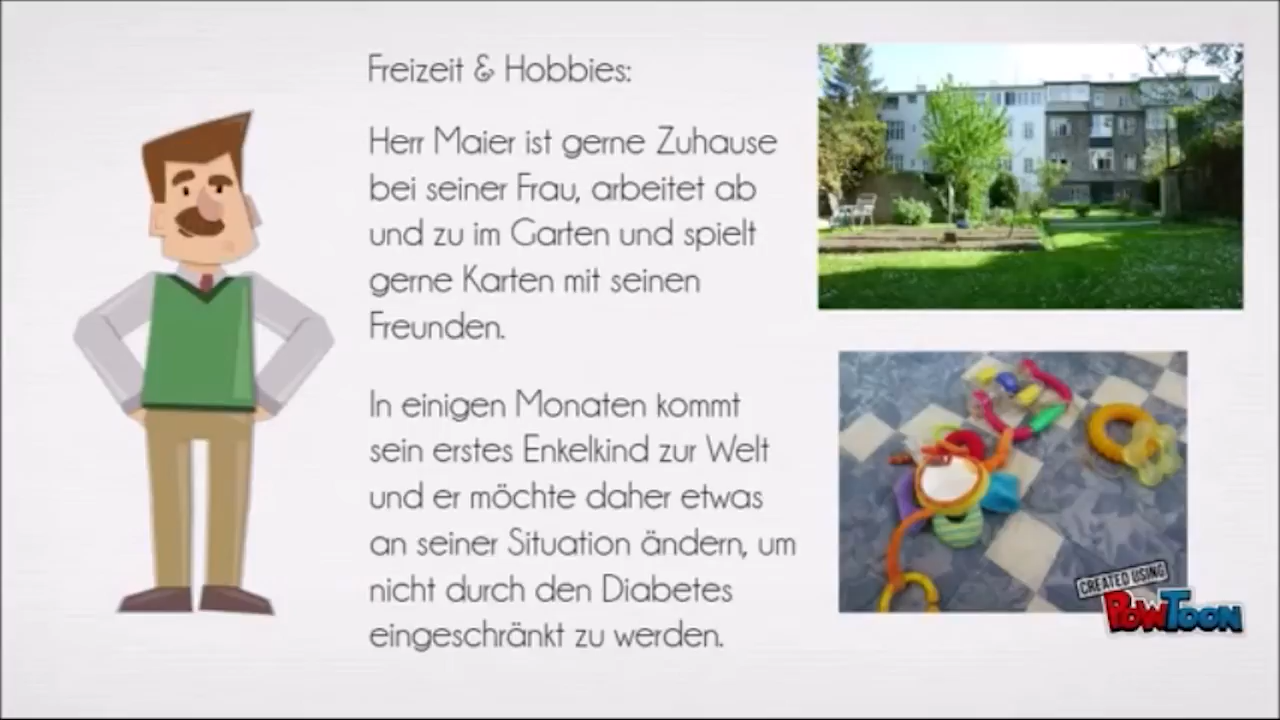 Freizeit & Hobbies:
Herr Maier ist gerne Zuhause
bei seiner Frau, arbeitet ab
und zu im Garten und spielt
gerne Karten mit seinen
Freunden.
In einigen Monaten kommt
sein erstes Enkelkind zur Welt
und er möchte daher etwas
an seiner Situation ändern, um
nicht durch den Diabetes
eingeschränkt zu werden.
CREATED USING
POWTOON